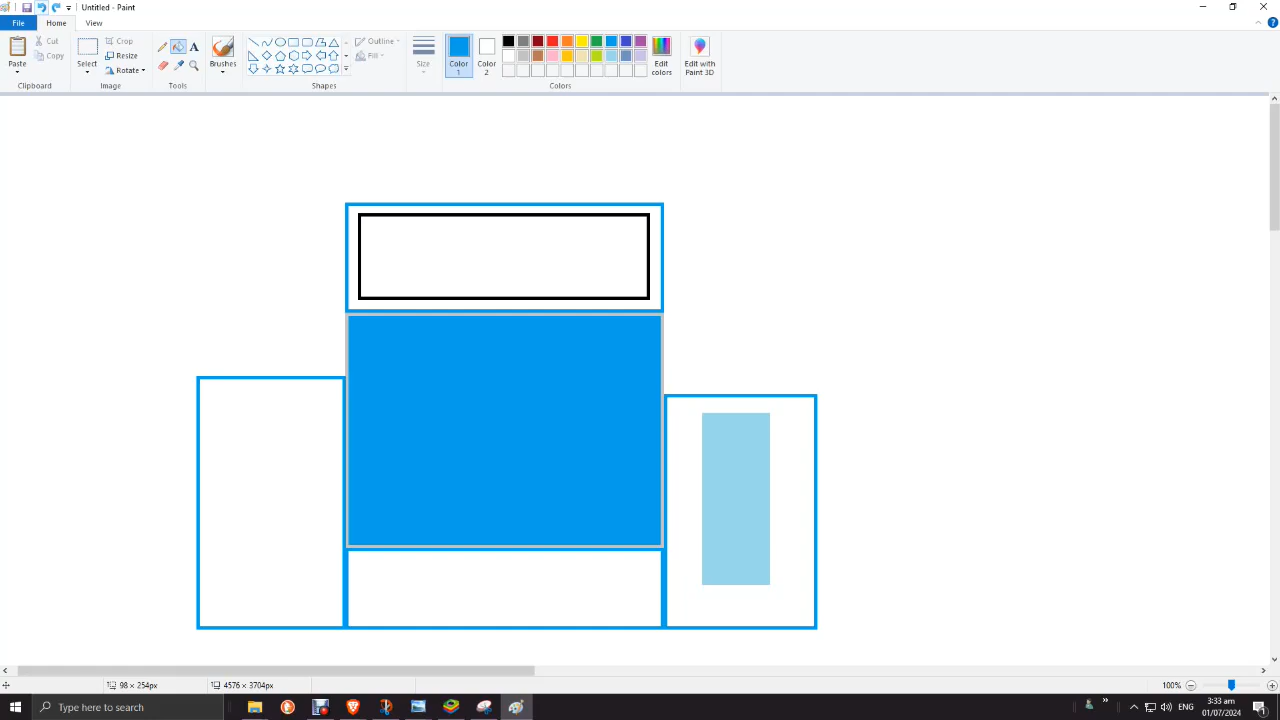 Untitled - Paint
File
Home
View
Paste
Cut
Copy
Clipboard
Select
Crop
Resize
Rotate
Image
A
Tools
Brushes
Outline
Fill
Shapes
Size
Color 1
Color 2
Edit colors
Colors
Edit with Paint 3D
98 × 254px
4576 × 3704px
100%
Type here to search
ENG
3:33 pm
01/07/2024
1